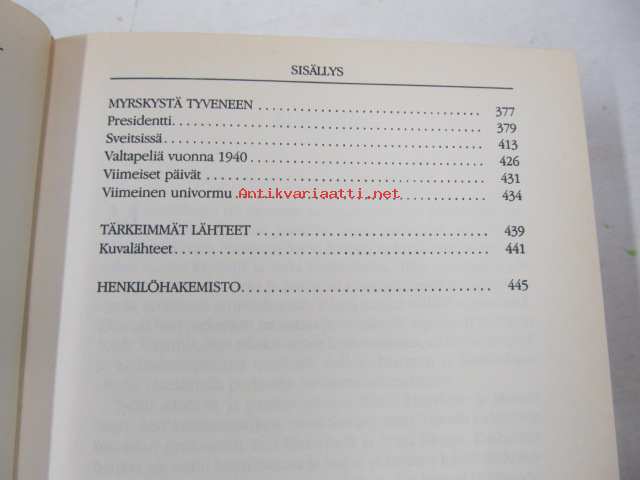 SISÄLLYS
MYRSKYSTÄ TYVENEEN 377
Presidentti 379
Sveitsissä 413
Valtapeliä vuonna 1940 426
Viimeiset päivät 431
Viimeinen univormu 434
Antikvariaatti.net
TÄRKEIMMÄT LÄHTEET 439
Kuvalähteet 441
HENKILÖHAKEMISTO 445